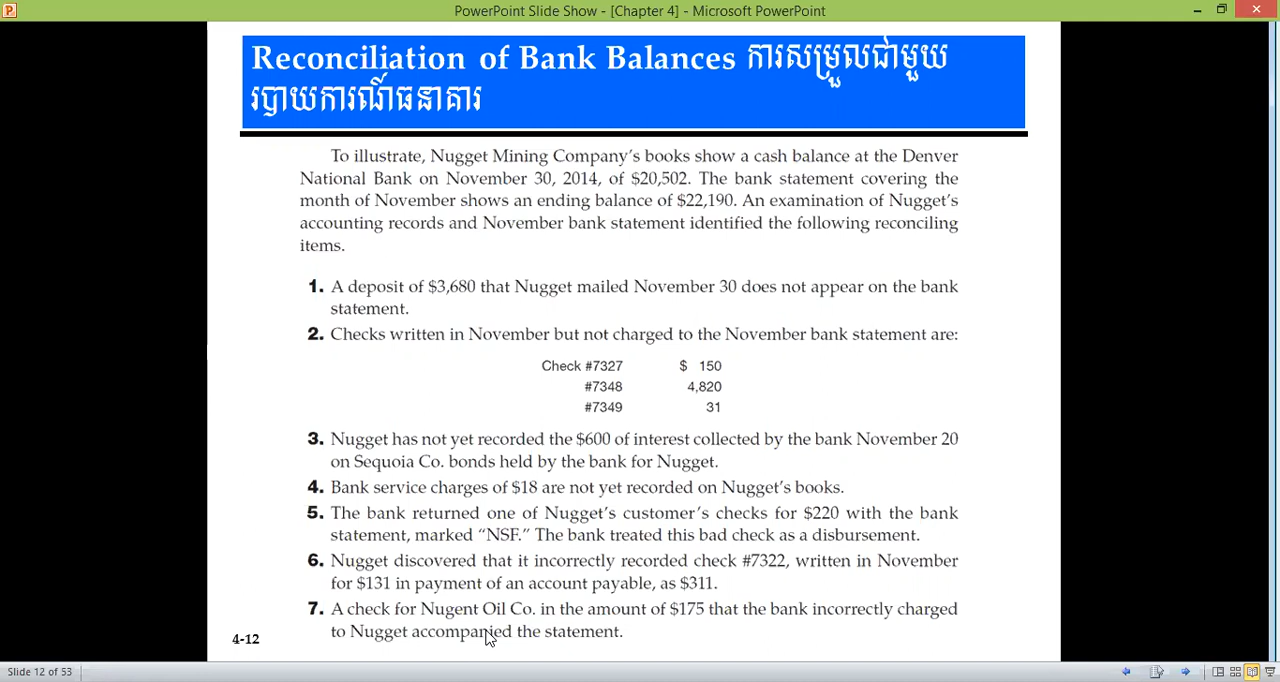 PowerPoint Slide Show - [Chapter 4] - Microsoft PowerPoint
Reconciliation of Bank Balances ការសម្រួលជាមួយ
របាយការណ៍ធនាគារ
To illustrate, Nugget Mining Company's books show a cash balance at the Denver
National Bank on November 30, 2014, of $20,502. The bank statement covering the
month of November shows an ending balance of $22,190. An examination of Nugget's
accounting records and November bank statement identified the following reconciling
items.
1. A deposit of $3,680 that Nugget mailed November 30 does not appear on the bank
statement.
2. Checks written in November but not charged to the November bank statement are:
Check #7327 $ 150
#7348 4,820
#7349 31
3. Nugget has not yet recorded the $600 of interest collected by the bank November 20
on Sequoia Co. bonds held by the bank for Nugget.
4. Bank service charges of $18 are not yet recorded on Nugget's books.
5. The bank returned one of Nugget's customer's checks for $220 with the bank
statement, marked “NSF.” The bank treated this bad check as a disbursement.
6. Nugget discovered that it incorrectly recorded check #7322, written in November
for $131 in payment of an account payable, as $311.
7. A check for Nugent Oil Co. in the amount of $175 that the bank incorrectly charged
to Nugget accompanied the statement.
4-12
Slide 12 of 53